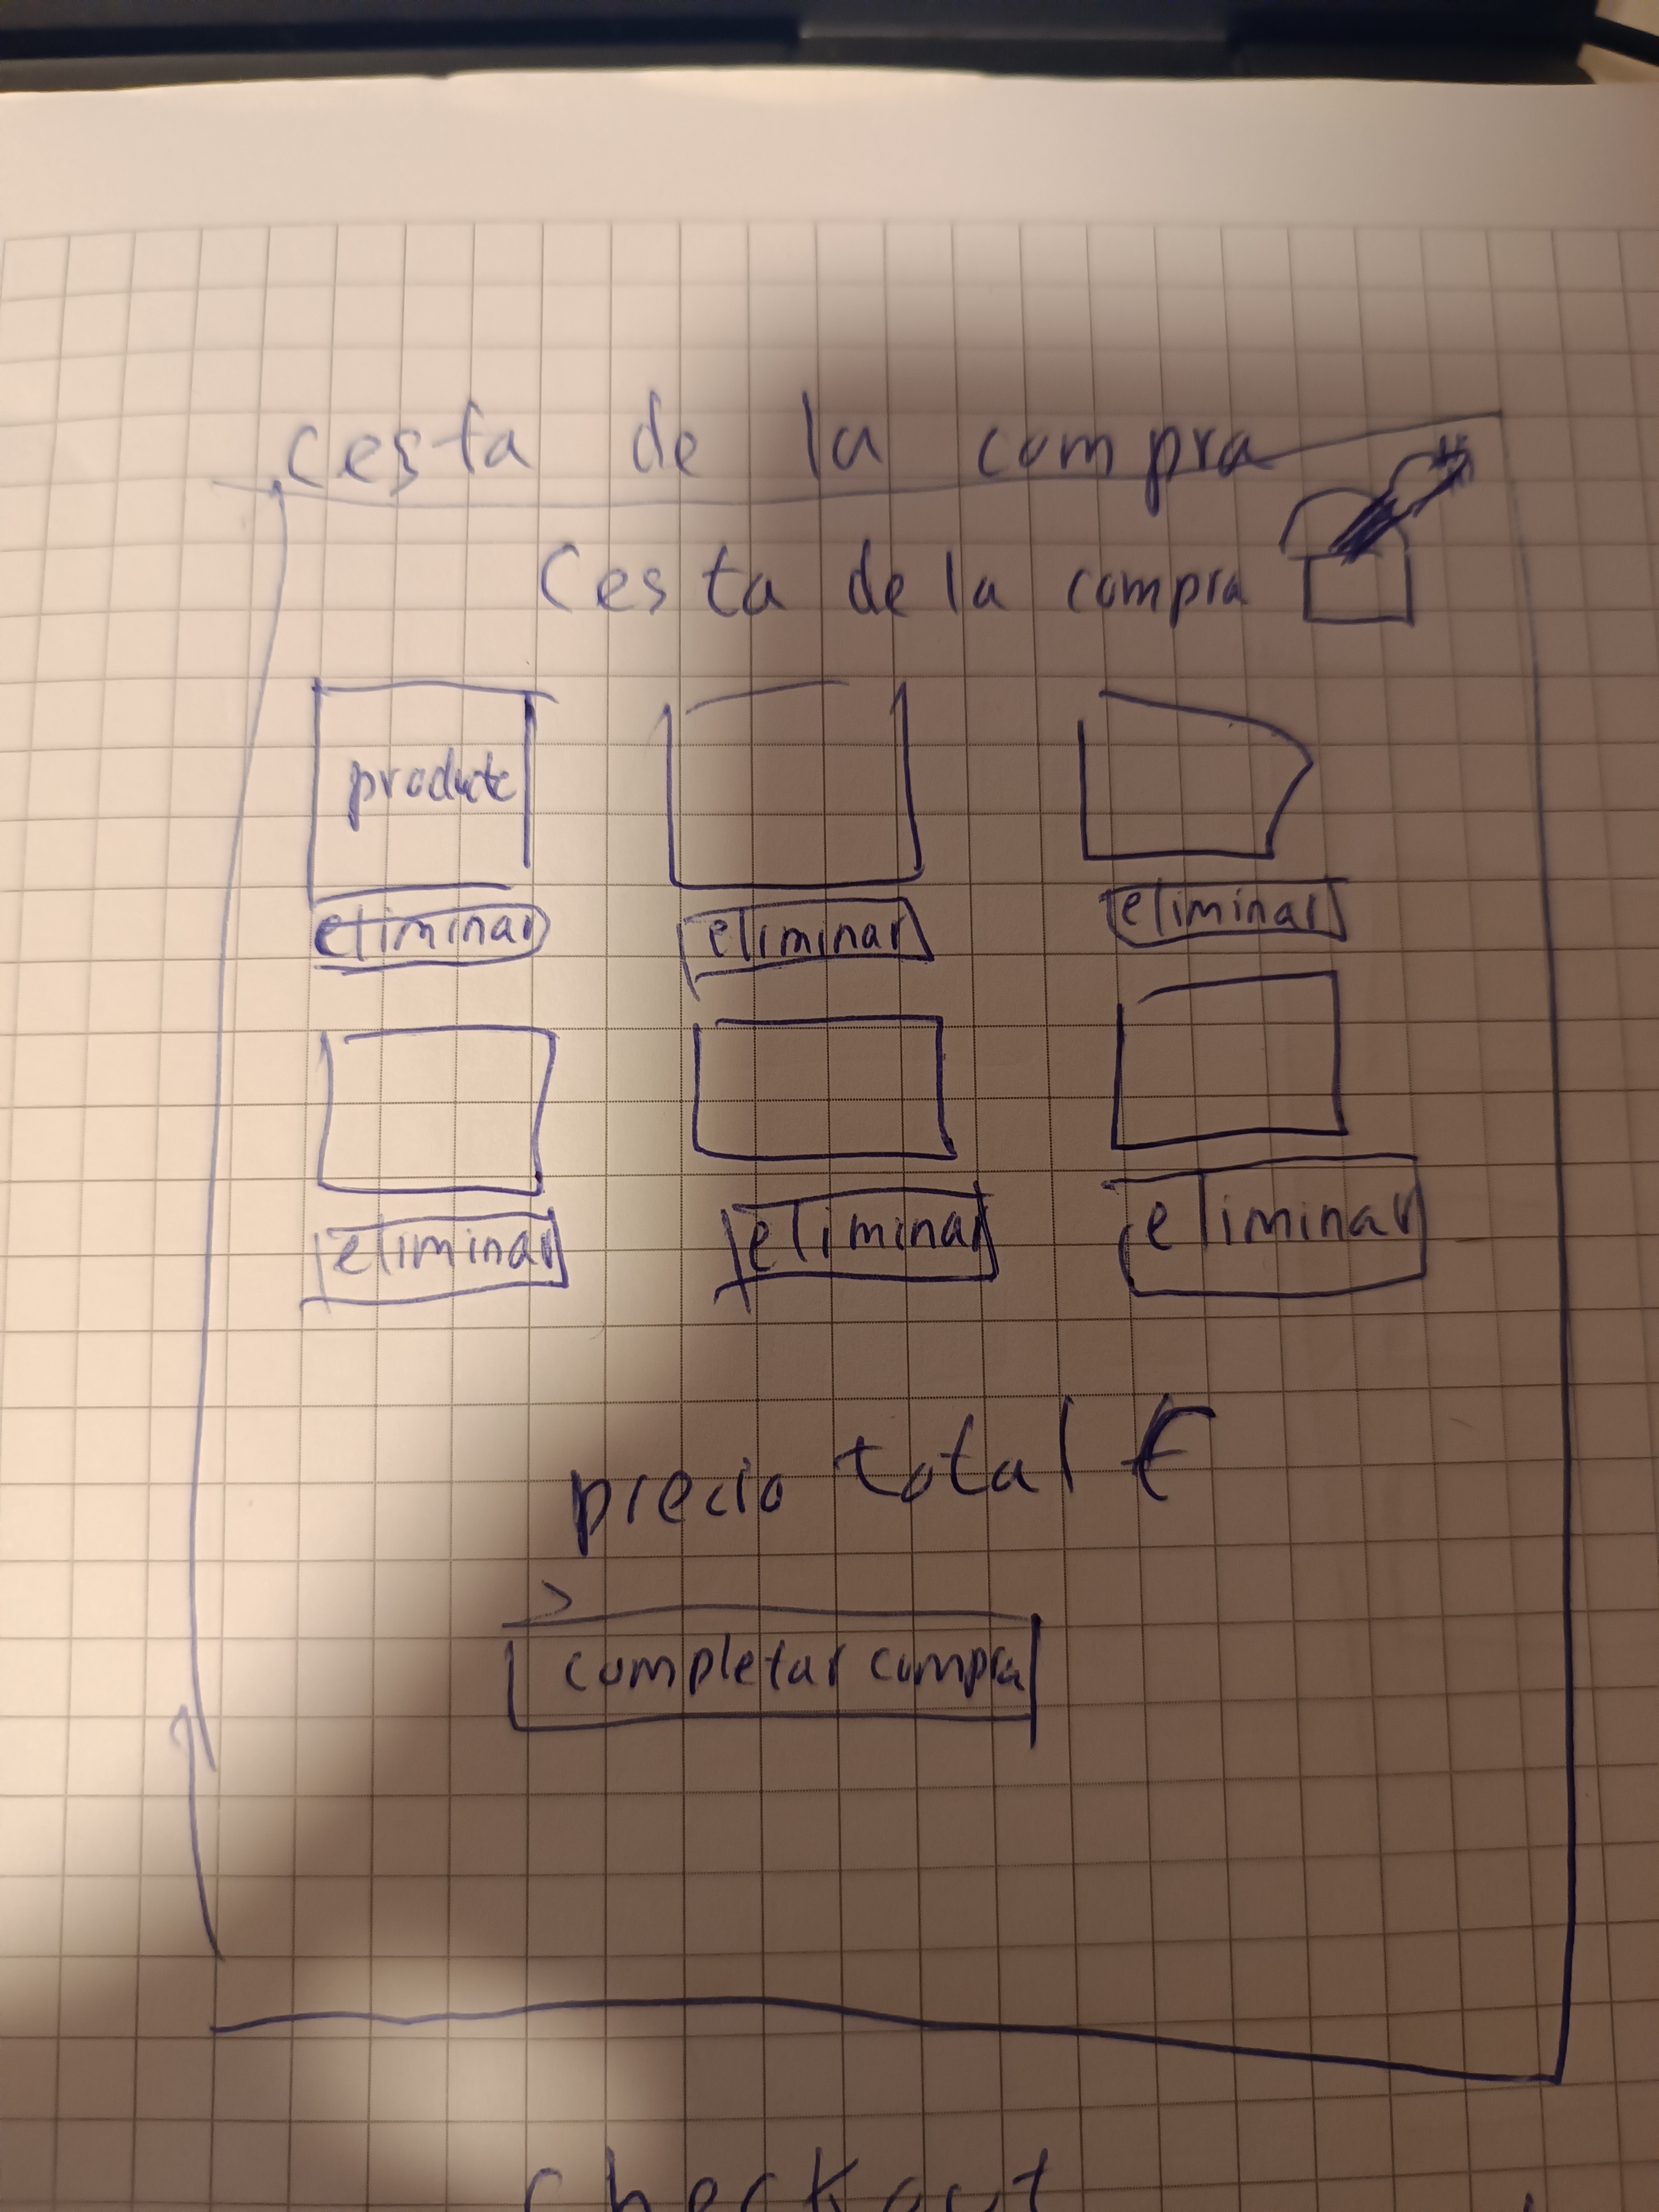 cesta de la compra
Cesta de la compra
producto
eliminar eliminar eliminar
eliminar eliminar eliminar
precio total €
completar compra
checkout